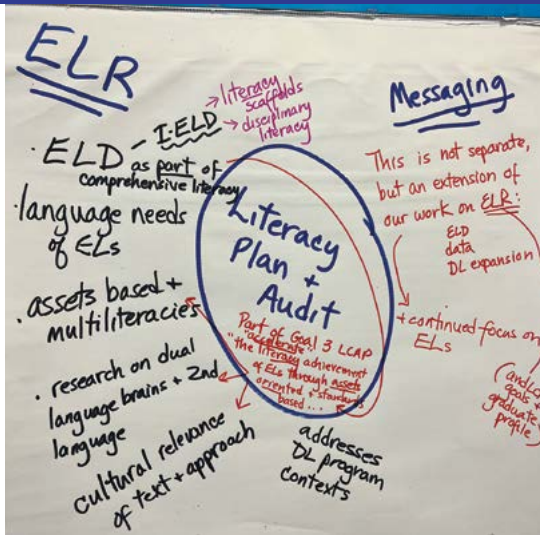 ELR
· ELD - I-ELD
→ literacy
scaffolds
→ disciplinary
literacy
as part of
comprehensive literacy
· language needs
of ELs
· assets based +
multiliteracies
· research on dual
language brains + 2nd
language
cultural relevance
of text + approach
Literacy
Plan +
Audit
Part of Goal 3 LCAP
"accelerate
the literacy achievement
of ELs through assets
oriented + standards
based...
addresses
DL program
contexts
Messaging
This is not separate,
but an extension of
our work on ELR:
ELD
data
DL expansion
+ continued focus on
ELs
goals +
graduate
profile)